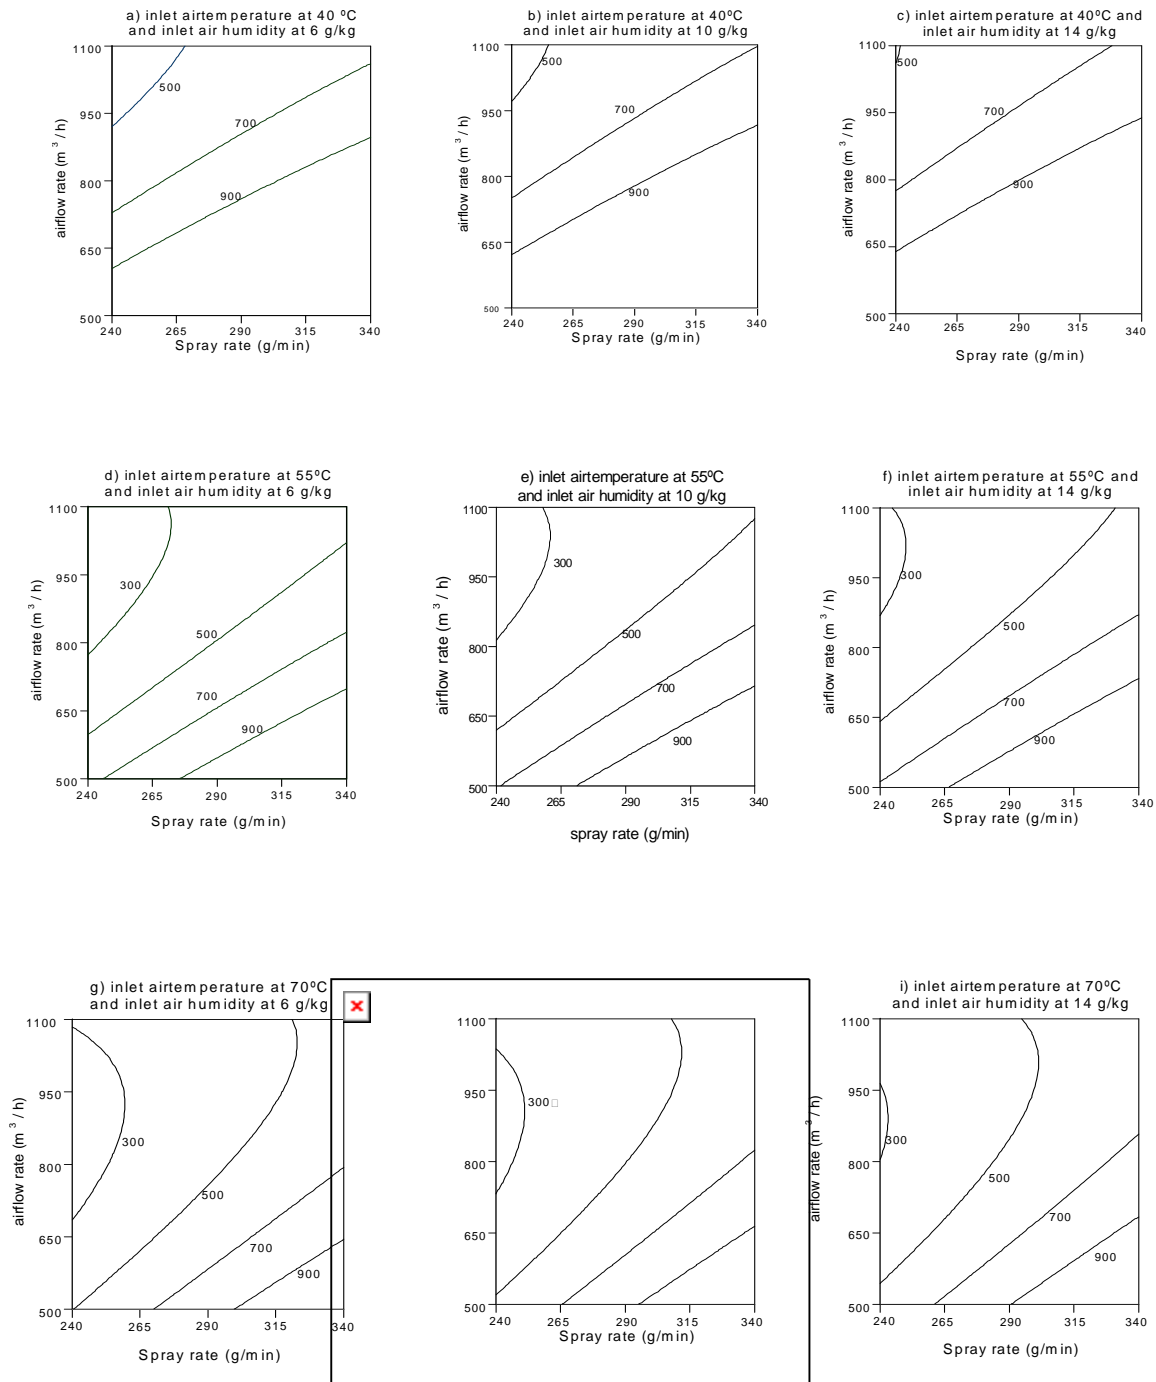 a) inlet airtemperature at 40 ºC
and inlet air humidity at 6 g/kg
1100
950
800
650
500
airflow rate (m 3 / h)
500
700
900
240 265 290 315 340
Spray rate (g/min)
b) inlet airtemperature at 40ºC
and inlet air humidity at 10 g/kg
1100
950
800
650
500
airflow rate (m 3 / h)
500
700
900
240 265 290 315 340
Spray rate (g/min)
c) inlet airtemperature at 40ºC and
inlet air humidity at 14 g/kg
1100
950
800
650
500
airflow rate (m 3 / h)
500
700
900
240 265 290 315 340
Spray rate (g/min)
d) inlet airtemperature at 55ºC
and inlet air humidity at 6 g/kg
1100
950
800
650
500
airflow rate (m 3 / h)
300
500
700
900
240 265 290 315 340
Spray rate (g/min)
e) inlet airtemperature at 55ºC
and inlet air humidity at 10 g/kg
1100
950
800
650
500
airflow rate (m 3 / h)
300
500
700
900
240 265 290 315 340
spray rate (g/min)
f) inlet airtemperature at 55ºC and
inlet air humidity at 14 g/kg
1100
950
800
650
500
airflow rate (m 3 / h)
300
500
700
900
240 265 290 315 340
Spray rate (g/min)
g) inlet airtemperature at 70ºC
and inlet air humidity at 6 g/kg
1100
950
800
650
500
airflow rate (m 3 / h)
300
500
700
900
240 265 290 315 340
Spray rate (g/min)
1100
950
800
650
500
300
240 265 290 315 340
Spray rate (g/min)
i) inlet airtemperature at 70ºC
and inlet air humidity at 14 g/kg
1100
950
800
650
500
airflow rate (m 3 / h)
300
500
700
900
240 265 290 315 340
Spray rate (g/min)